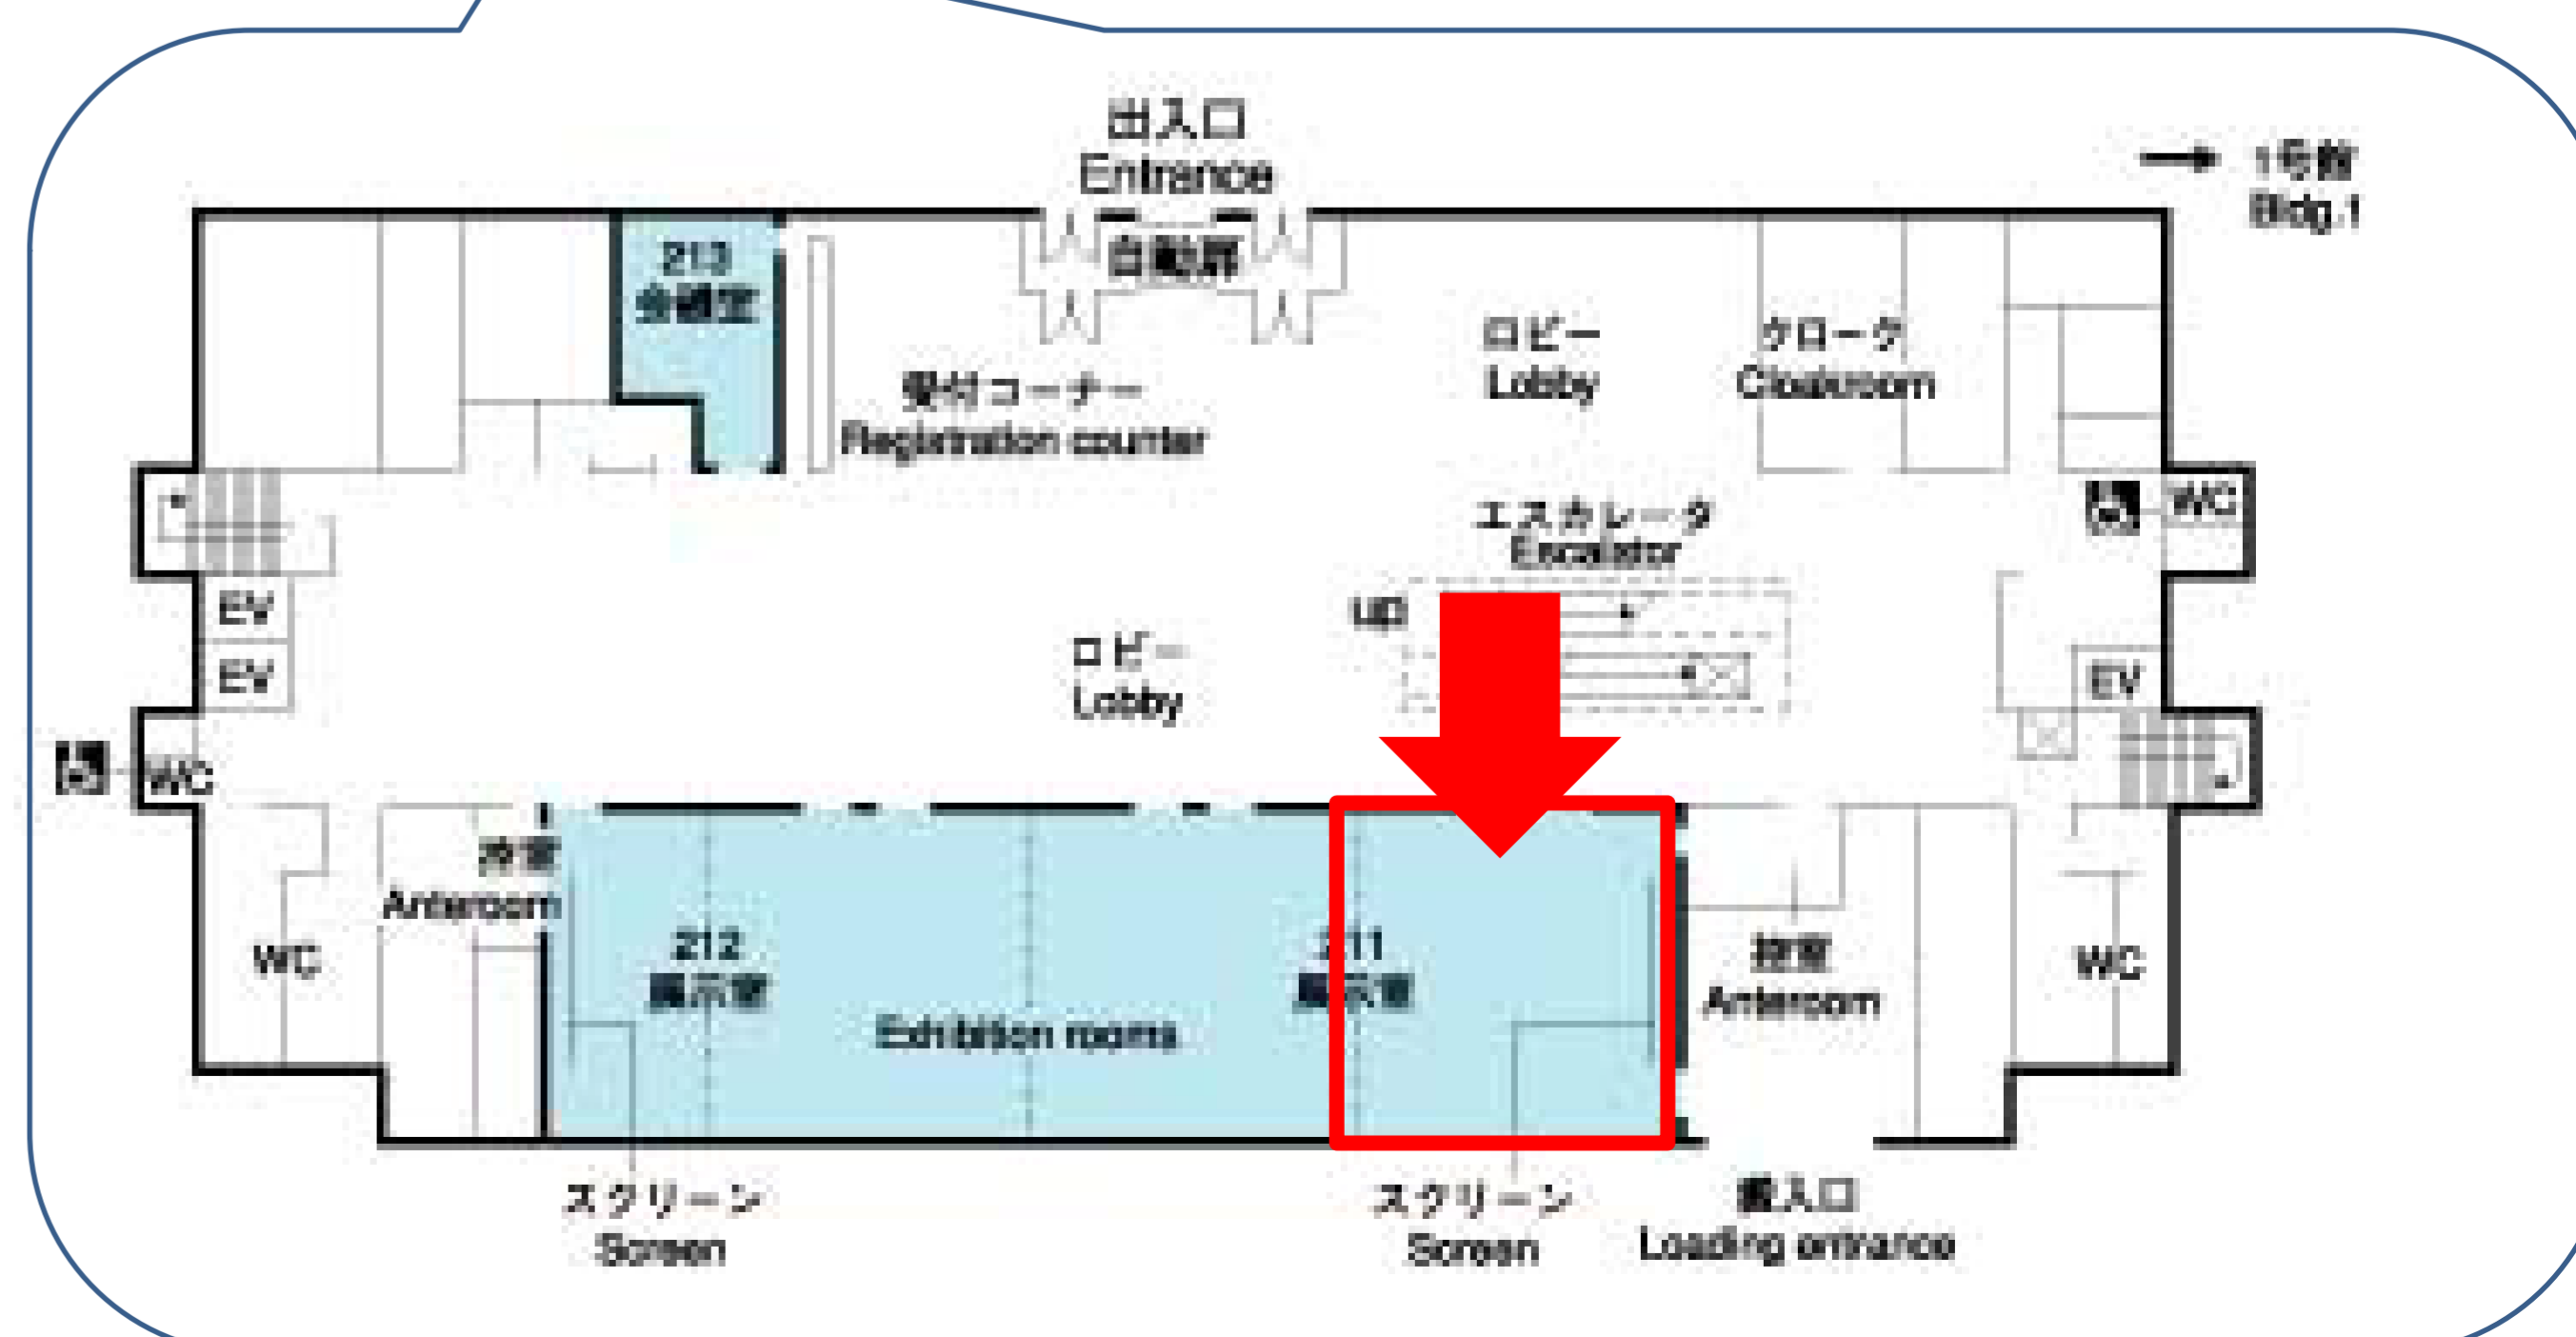 出入口
Entrance
→ 1号館
Bldg.1
213
会議室
自動扉
ロビー
Lobby
クローク
Cloakroom
受付コーナー
Registration counter
WC
エスカレータ
Escalator
EV
EV
UP
ロビー
Lobby
EV
WC
控室
Anteroom
WC
212
展示室
211
展示室
Exhibition rooms
控室
Anteroom
WC
スクリーン
Screen
スクリーン
Screen
搬入口
Loading entrance